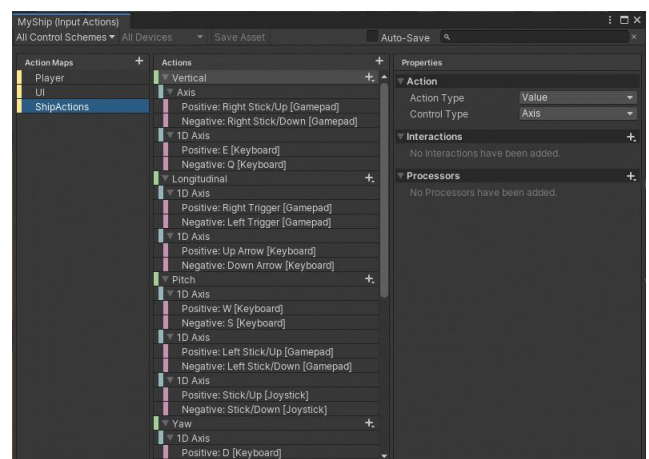 MyShip (Input Actions)
All Control Schemes All Devices Save Asset Auto-Save
Action Maps
Player
UI
ShipActions
Actions
Vertical
Axis
Positive: Right Stick/Up [Gamepad]
Negative: Right Stick/Down [Gamepad]
1D Axis
Positive: E [Keyboard]
Negative: Q [Keyboard]
Longitudinal
1D Axis
Positive: Right Trigger [Gamepad]
Negative: Left Trigger [Gamepad]
1D Axis
Positive: Up Arrow [Keyboard]
Negative: Down Arrow [Keyboard]
Pitch
1D Axis
Positive: W [Keyboard]
Negative: S [Keyboard]
1D Axis
Positive: Left Stick/Up [Gamepad]
Negative: Left Stick/Down [Gamepad]
1D Axis
Positive: Stick/Up [Joystick]
Negative: Stick/Down [Joystick]
Yaw
1D Axis
Positive: D [Keyboard]
Properties
Action
Action Type Value
Control Type Axis
Interactions
No Interactions have been added.
Processors
No Processors have been added.